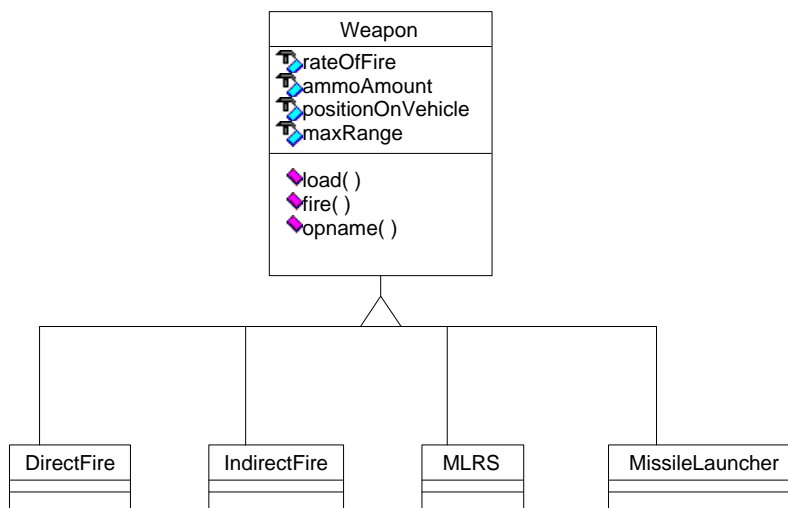 Weapon
rateOfFire
ammoAmount
positionOnVehicle
maxRange
load( )
fire( )
opname( )
DirectFire
IndirectFire
MLRS
MissileLauncher